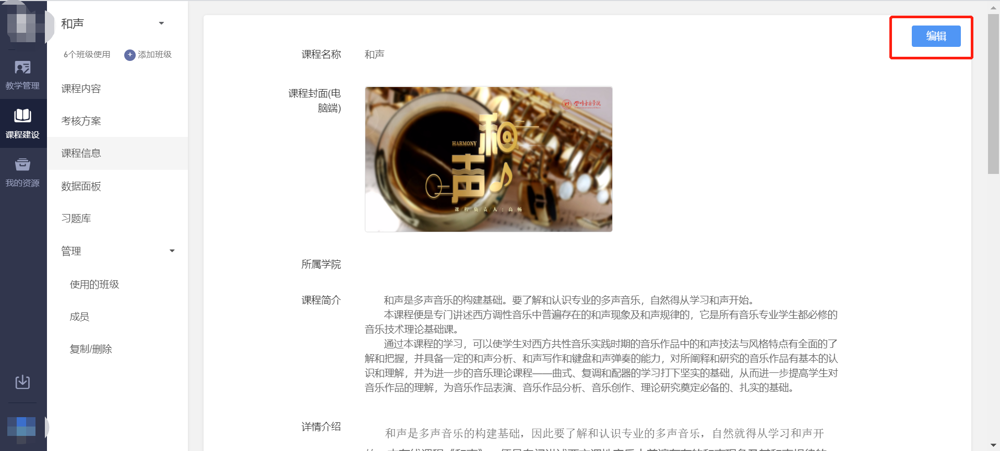 和声
6个班级使用
添加班级
教学管理
课程建设
我的资源
课程内容
考核方案
课程信息
数据面板
习题库
管理
使用的班级
成员
复制/删除
编辑
课程名称
和声
课程封面(电
脑端)
四川音乐学院
HARMONY
和
声
课程负责人:高畅
所属学院
课程简介
和声是多声音乐的构建基础。要了解和认识专业的多声音乐，自然得从学习和声开始。
本课程便是专门讲述西方调性音乐中普遍存在的和声现象及和声规律的，它是所有音乐专业学生都必修的
音乐技术理论基础课。
通过本课程的学习，可以使学生对西方共性音乐实践时期的音乐作品中的和声技法与风格特点有全面的了
解和把握，并具备一定的和声分析、和声写作和键盘和声弹奏的能力，对所阐释和研究的音乐作品有基本的认
识和理解，并为进一步的音乐理论课程——曲式、复调和配器的学习打下坚实的基础，从而进一步提高学生对
音乐作品的理解，为音乐作品表演、音乐作品分析、音乐创作、理论研究奠定必备的、扎实的基础。
详情介绍
和声是多声音乐的构建基础，因此要了解和认识专业的多声音乐，自然就得从学习和声开